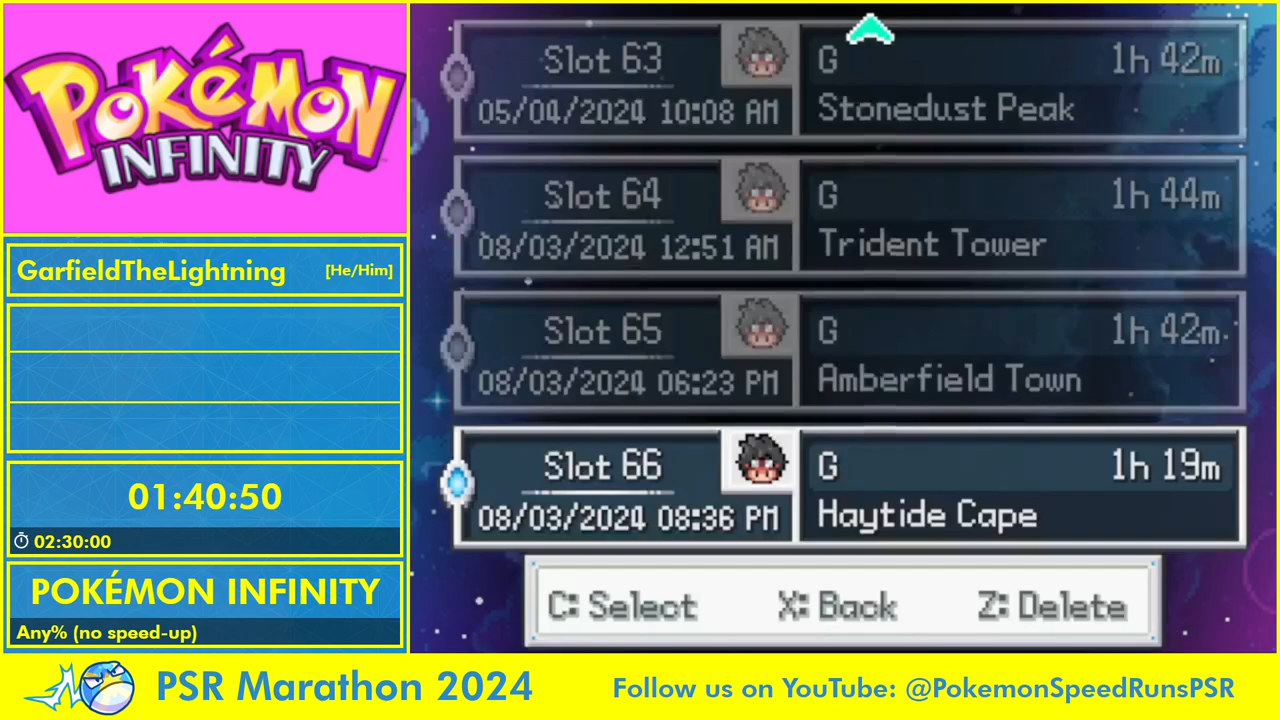 POKéMON
INFINITY
GarfieldTheLightning [He/Him]
01:40:50
02:30:00
POKÉMON INFINITY
Any% (no speed-up)
Slot 63 G 1h 42m
05/04/2024 10:08 AM Stonedust Peak
Slot 64 G 1h 44m
08/03/2024 12:51 AM Trident Tower
Slot 65 G 1h 42m
08/03/2024 06:23 PM Amberfield Town
Slot 66 G 1h 19m
08/03/2024 08:36 PM Haytide Cape
C: Select X: Back Z: Delete
PSR Marathon 2024 Follow us on YouTube: @PokemonSpeedRunsPSR